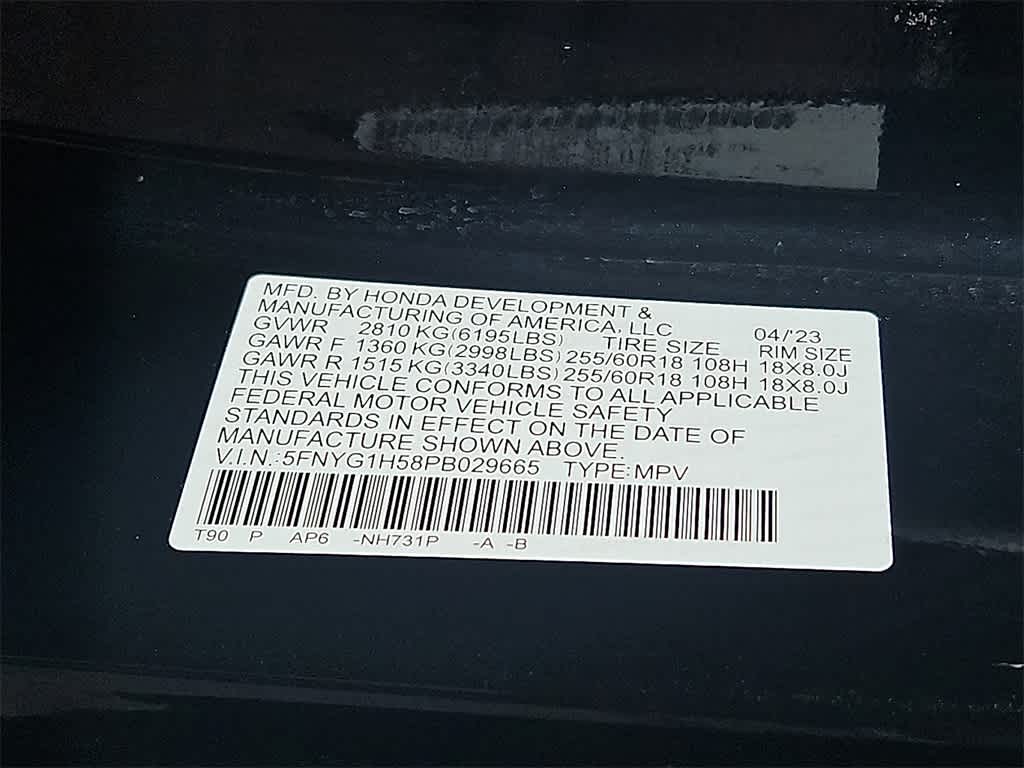 MFD. BY HONDA DEVELOPMENT &
MANUFACTURING OF AMERICA, LLC 04/'23
GVWR 2810 KG(6195LBS) TIRE SIZE RIM SIZE
GAWR F 1360 KG(2998LBS) 255/60R18 108H 18X8.0J
GAWR R 1515 KG(3340LBS) 255/60R18 108H 18X8.0J
THIS VEHICLE CONFORMS TO ALL APPLICABLE
FEDERAL MOTOR VEHICLE SAFETY
STANDARDS IN EFFECT ON THE DATE OF
MANUFACTURE SHOWN ABOVE.
V.I.N.:5FNYG1H58PB029665 TYPE:MPV
T90 P AP6 -NH731P -A -B